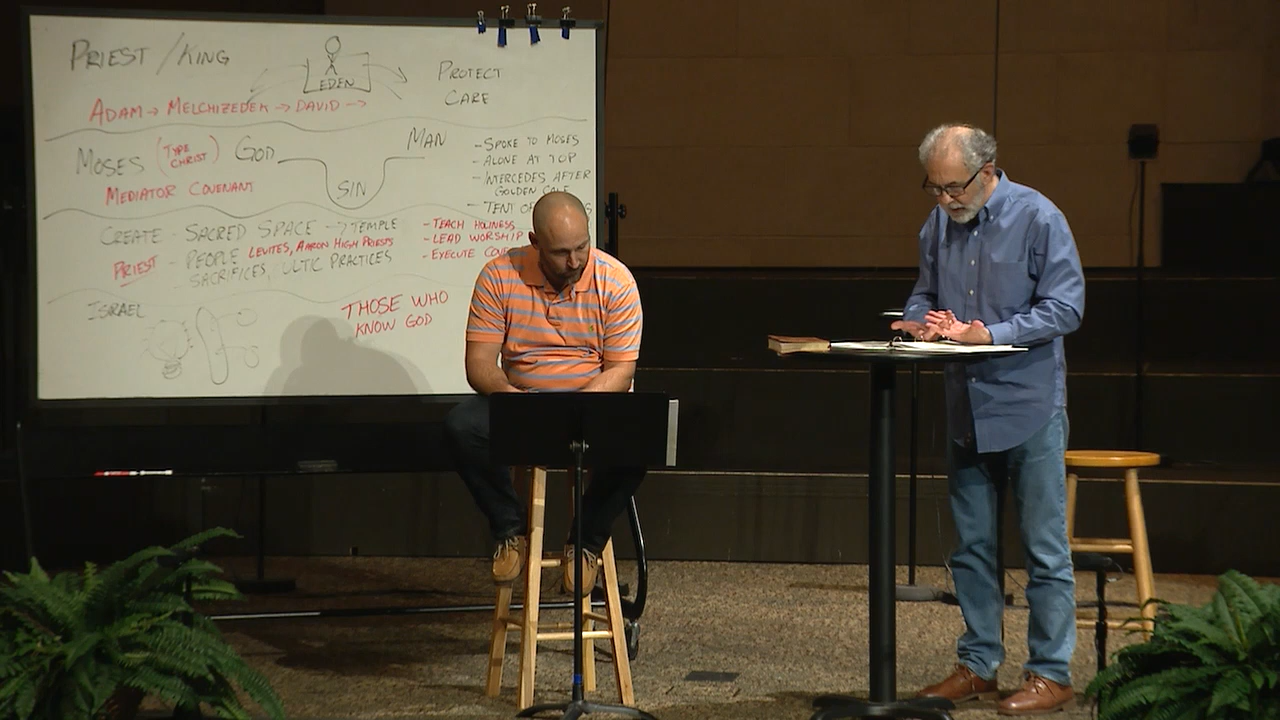 PRIEST / KING
EDEN
PROTECT
CARE
ADAM → MELCHIZEDEK → DAVID →
MOSES (TYPE CHRIST) GOD
MAN
SIN
MEDIATOR COVENANT
- SPOKE TO MOSES
- ALONE AT TOP
- INTERCEDES AFTER
GOLDEN CALF
- TENT OF
CREATE - SACRED SPACE → TEMPLE
PRIEST - PEOPLE LEVITES, AARON HIGH PRIESTS
- SACRIFICES, CULTIC PRACTICES
- TEACH HOLINESS
- LEAD WORSHIP
- EXECUTE
ISRAEL
THOSE WHO
KNOW GOD